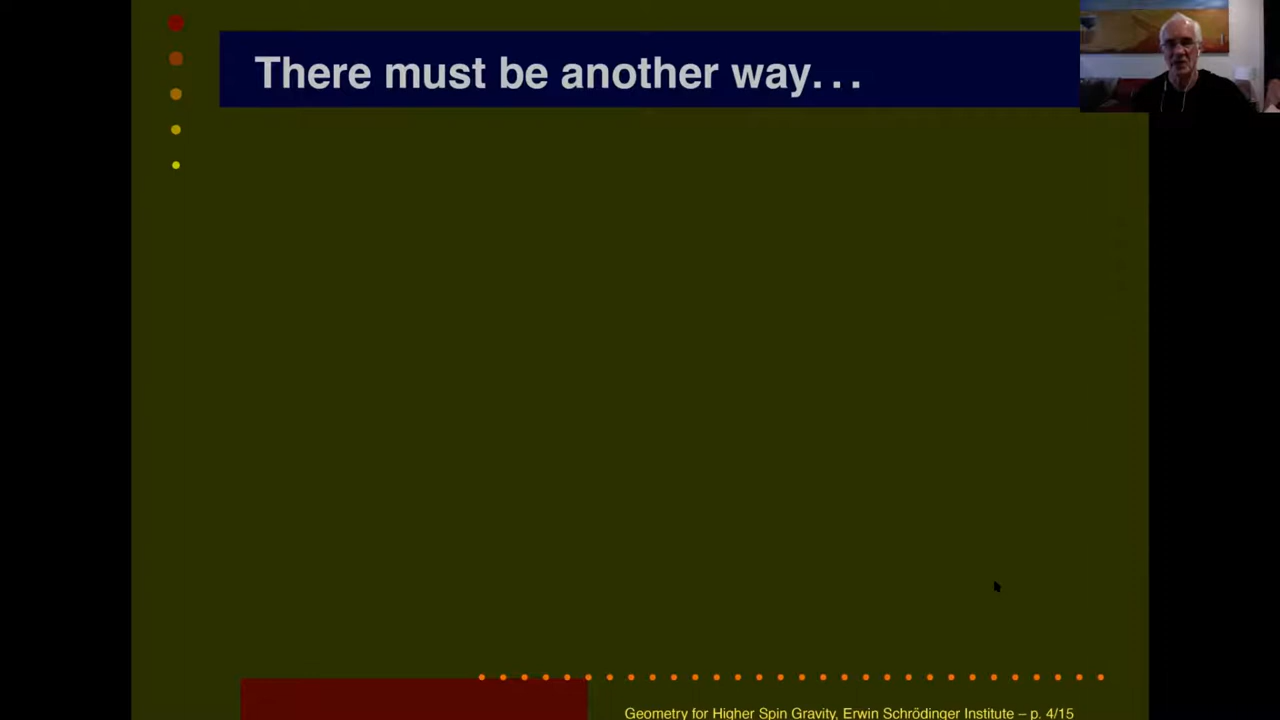 There must be another way...
Geometry for Higher Spin Gravity, Erwin Schrödinger Institute – p. 4/15